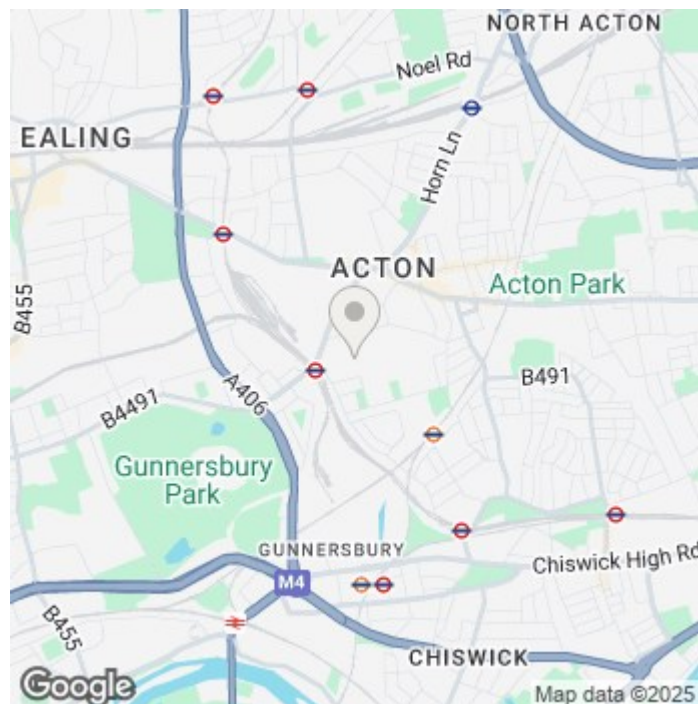 NORTH ACTON
Noel Rd
EALING
Horn Ln
ACTON
Acton Park
B455
B491
A406
B4491
Gunnersbury
Park
GUNNERSBURY
Chiswick High Rd
M4
B455
CHISWICK
Google
Map data ©2025